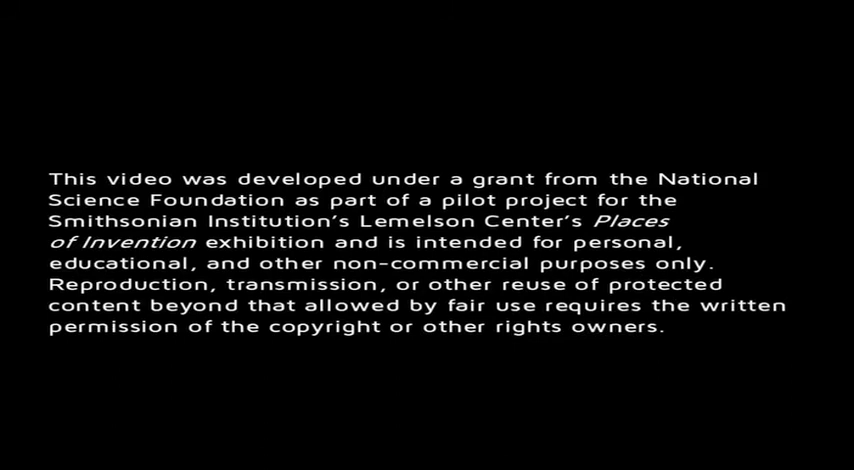 This video was developed under a grant from the National
Science Foundation as part of a pilot project for the
Smithsonian Institution's Lemelson Center's Places
of Invention exhibition and is intended for personal,
educational, and other non-commercial purposes only.
Reproduction, transmission, or other reuse of protected
content beyond that allowed by fair use requires the written
permission of the copyright or other rights owners.